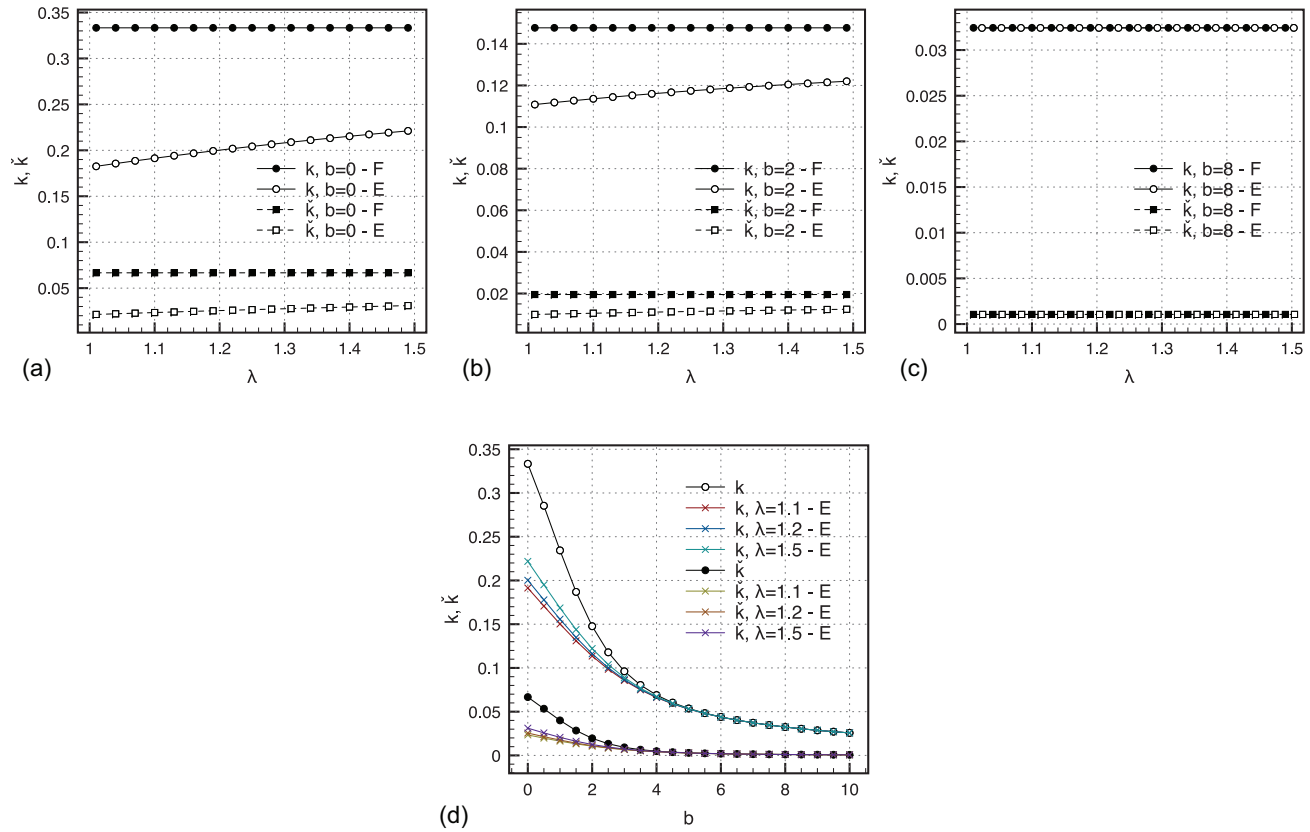 0.35
0.3
0.25
0.2
0.15
0.1
0.05
k, ǩ
k, b=0 - F
k, b=0 - E
ǩ, b=0 - F
ǩ, b=0 - E
1 1.1 1.2 1.3 1.4 1.5
(a)
λ
0.14
0.12
0.1
0.08
0.06
0.04
0.02
k, ǩ
k, b=2 - F
k, b=2 - E
ǩ, b=2 - F
ǩ, b=2 - E
1 1.1 1.2 1.3 1.4 1.5
(b)
λ
0.03
0.025
0.02
0.015
0.01
0.005
0
k, ǩ
k, b=8 - F
k, b=8 - E
ǩ, b=8 - F
ǩ, b=8 - E
1 1.1 1.2 1.3 1.4 1.5
(c)
λ
0.35
0.3
0.25
0.2
0.15
0.1
0.05
0
k, ǩ
k
k, λ=1.1 - E
k, λ=1.2 - E
k, λ=1.5 - E
ǩ
ǩ, λ=1.1 - E
ǩ, λ=1.2 - E
ǩ, λ=1.5 - E
0 2 4 6 8 10
(d)
b